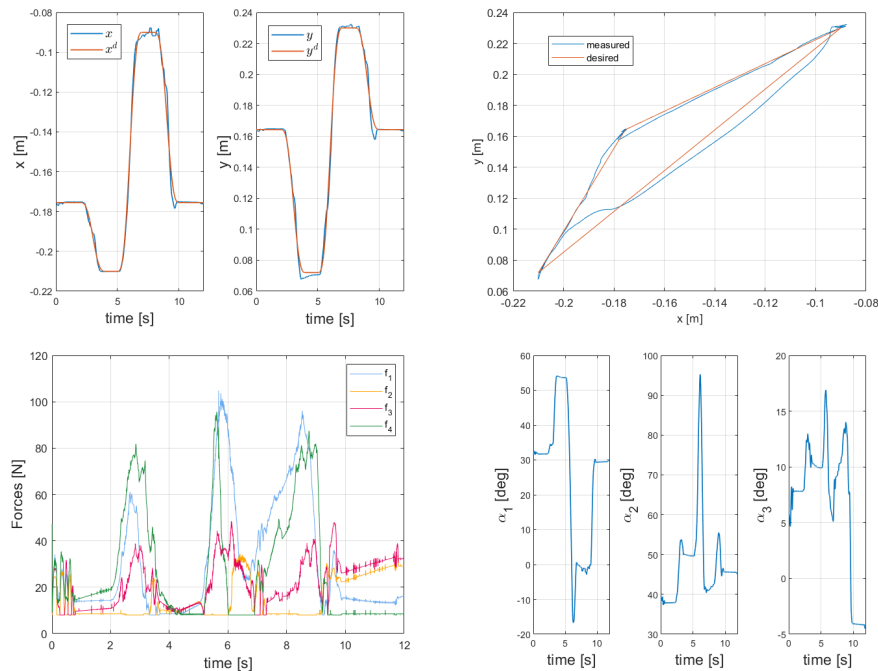 -0.08
-0.1
-0.12
-0.14
-0.16
-0.18
-0.2
-0.22
x [m]
0 5 10
time [s]
x
x^d
0.24
0.22
0.2
0.18
0.16
0.14
0.12
0.1
0.08
0.06
y [m]
0 5 10
time [s]
y
y^d
0.24
0.22
0.2
0.18
0.16
0.14
0.12
0.1
0.08
0.06
y [m]
-0.22 -0.2 -0.18 -0.16 -0.14 -0.12 -0.1 -0.08
x [m]
measured
desired
120
100
80
60
40
20
0
Forces [N]
0 2 4 6 8 10 12
time [s]
f_1
f_2
f_3
f_4
60
50
40
30
20
10
0
-10
-20
α_1 [deg]
0 5 10
time [s]
100
90
80
70
60
50
40
30
α_2 [deg]
0 5 10
time [s]
20
15
10
5
0
-5
α_3 [deg]
0 5 10
time [s]